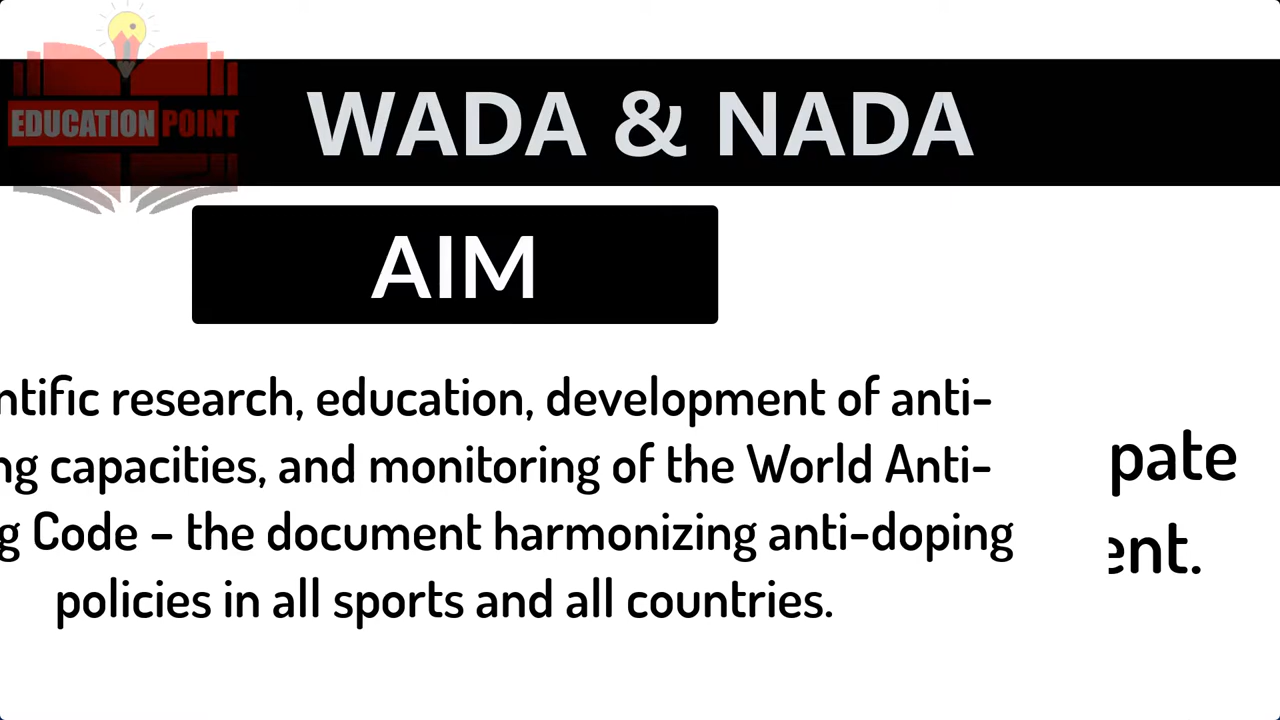 EDUCATION POINT
WADA & NADA
AIM
ntific research, education, development of anti-
ng capacities, and monitoring of the World Anti-
g Code – the document harmonizing anti-doping
policies in all sports and all countries.
pate
ent.